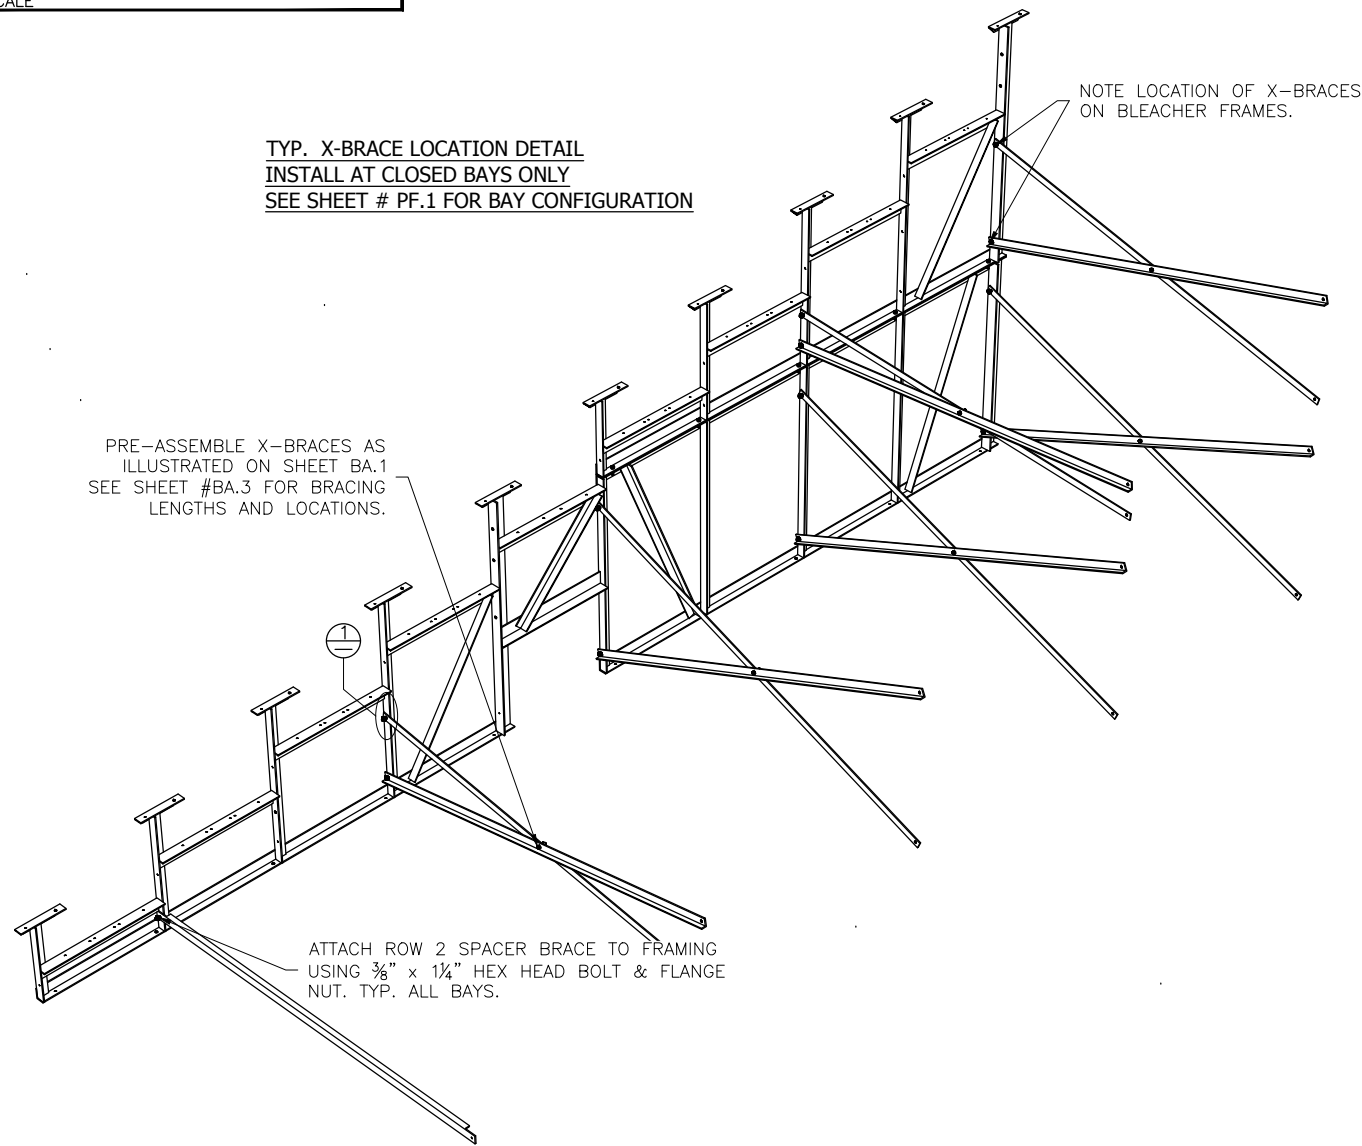 TYP. X-BRACE LOCATION DETAIL
INSTALL AT CLOSED BAYS ONLY
SEE SHEET # PF.1 FOR BAY CONFIGURATION
NOTE LOCATION OF X-BRACES
ON BLEACHER FRAMES.
PRE-ASSEMBLE X-BRACES AS
ILLUSTRATED ON SHEET BA.1
SEE SHEET #BA.3 FOR BRACING
LENGTHS AND LOCATIONS.
1
ATTACH ROW 2 SPACER BRACE TO FRAMING
USING ⅜" x 1¼" HEX HEAD BOLT & FLANGE
NUT. TYP. ALL BAYS.